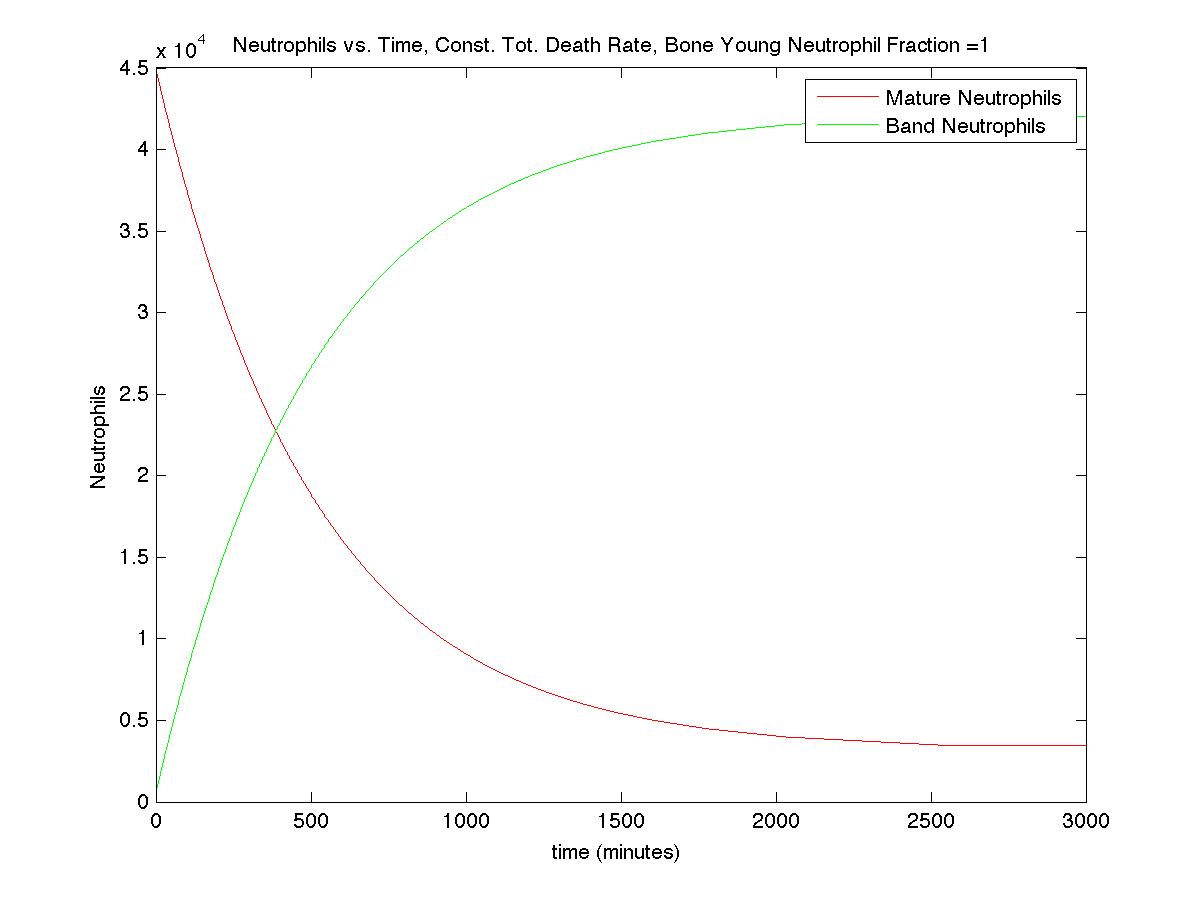 x 10^4
Neutrophils vs. Time, Const. Tot. Death Rate, Bone Young Neutrophil Fraction =1
Mature Neutrophils
Band Neutrophils
4.5
4
3.5
3
2.5
2
1.5
1
0.5
0
Neutrophils
0 500 1000 1500 2000 2500 3000
time (minutes)